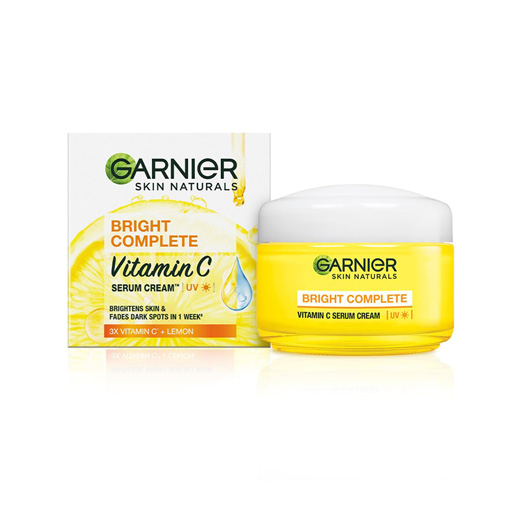 GARNIER
SKIN NATURALS
BRIGHT
COMPLETE
Vitamin C
SERUM CREAM™ | UV
BRIGHTENS SKIN &
FADES DARK SPOTS IN 1 WEEK*
3X VITAMIN C* + LEMON
GARNIER
SKIN NATURALS
BRIGHT COMPLETE
VITAMIN C SERUM CREAM | UV